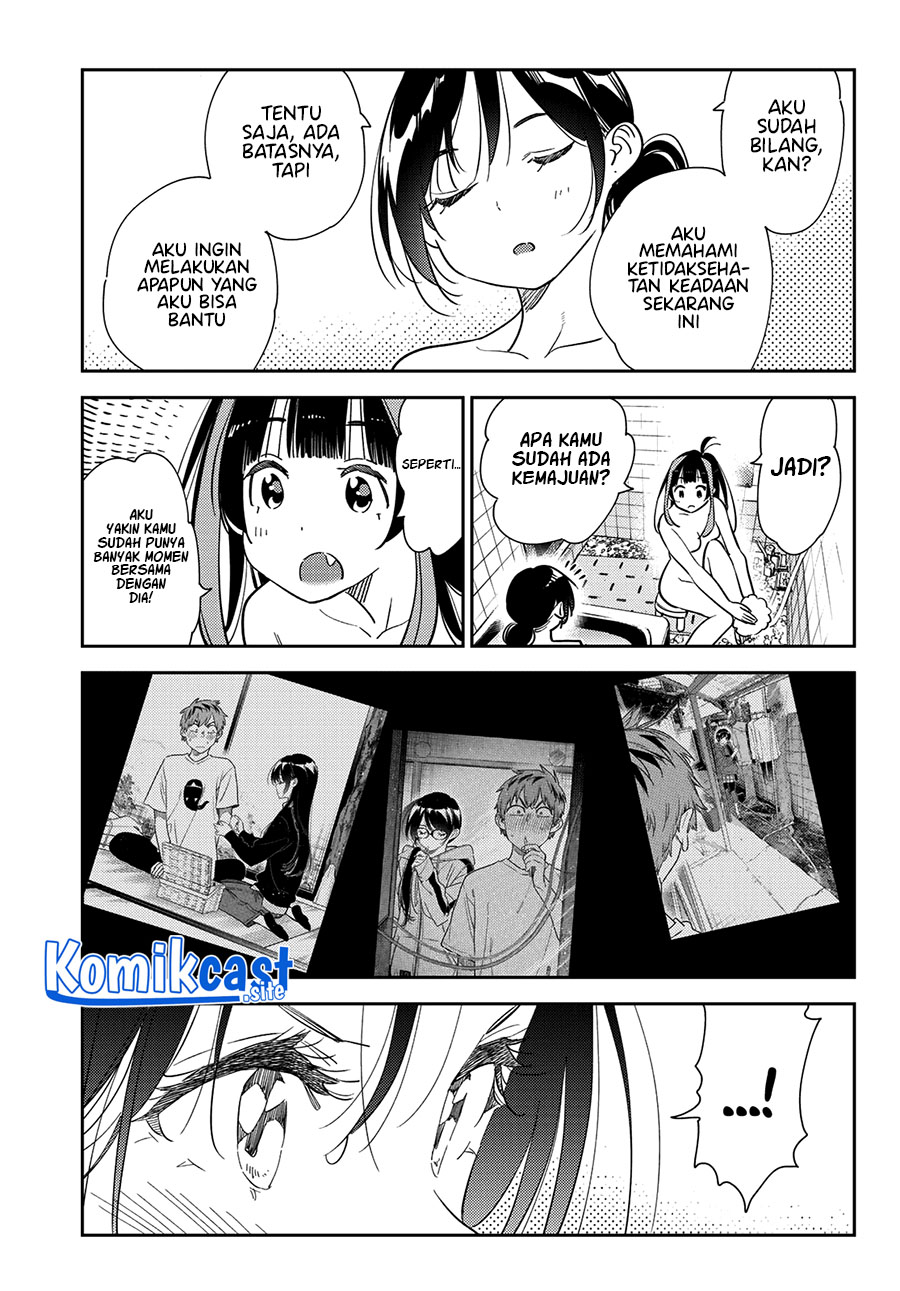 AKU
SUDAH
BILANG,
KAN?
AKU
MEMAHAMI
KETIDAKSEHA-
TAN KEADAAN
SEKARANG
INI
TENTU
SAJA, ADA
BATASNYA,
TAPI
AKU INGIN
MELAKUKAN
APAPUN YANG
AKU BISA
BANTU
JADI?
APA KAMU
SUDAH ADA
KEMAJUAN?
SEPERTI...
AKU
YAKIN KAMU
SUDAH PUNYA
BANYAK MOMEN
BERSAMA
DENGAN
DIA!
Komikcast
.site
....!